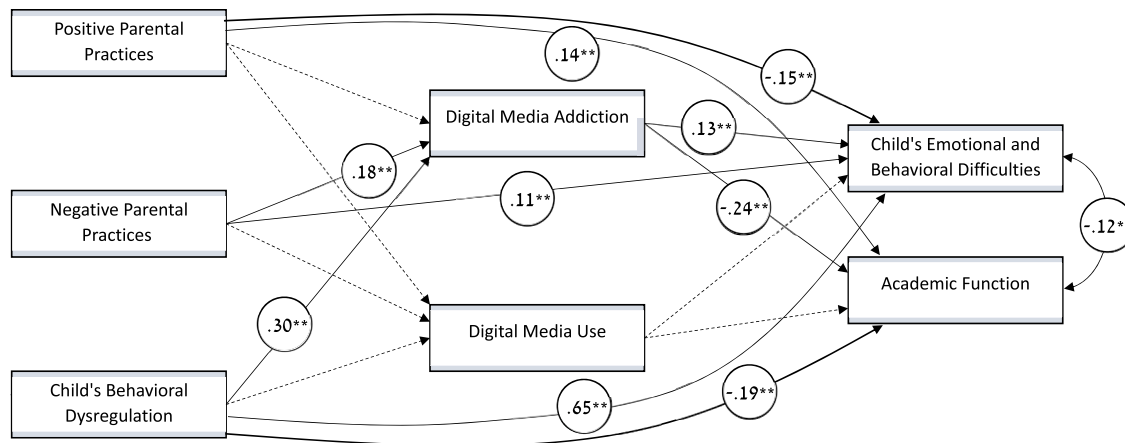 Positive Parental
Practices
.14**
-.15**
Digital Media Addiction
.13**
Child's Emotional and
Behavioral Difficulties
.18**
.11**
-.24**
-.12*
Negative Parental
Practices
Academic Function
.30**
Digital Media Use
Child's Behavioral
Dysregulation
.65**
-.19**